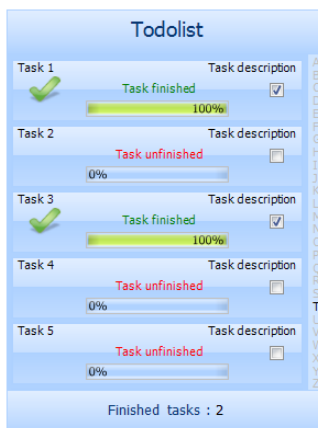 Todolist
Task 1 Task description
Task finished
100%
Task 2 Task description
Task unfinished
0%
Task 3 Task description
Task finished
100%
Task 4 Task description
Task unfinished
0%
Task 5 Task description
Task unfinished
0%
Finished tasks : 2